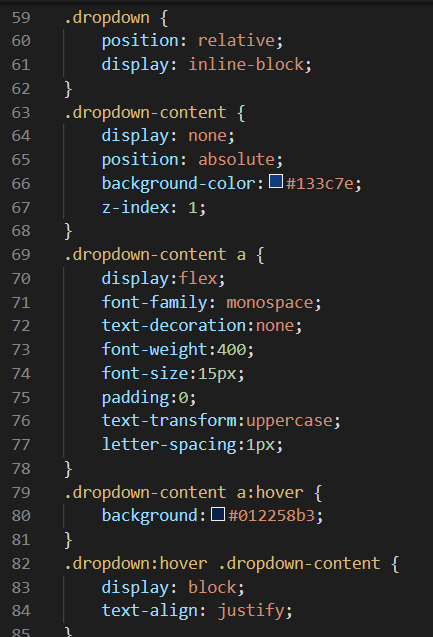 59 .dropdown {
60 position: relative;
61 display: inline-block;
62 }
63 .dropdown-content {
64 display: none;
65 position: absolute;
66 background-color:#133c7e;
67 z-index: 1;
68 }
69 .dropdown-content a {
70 display:flex;
71 font-family: monospace;
72 text-decoration:none;
73 font-weight:400;
74 font-size:15px;
75 padding:0;
76 text-transform:uppercase;
77 letter-spacing:1px;
78 }
79 .dropdown-content a:hover {
80 background:#012258b3;
81 }
82 .dropdown:hover .dropdown-content {
83 display: block;
84 text-align: justify;
85 }